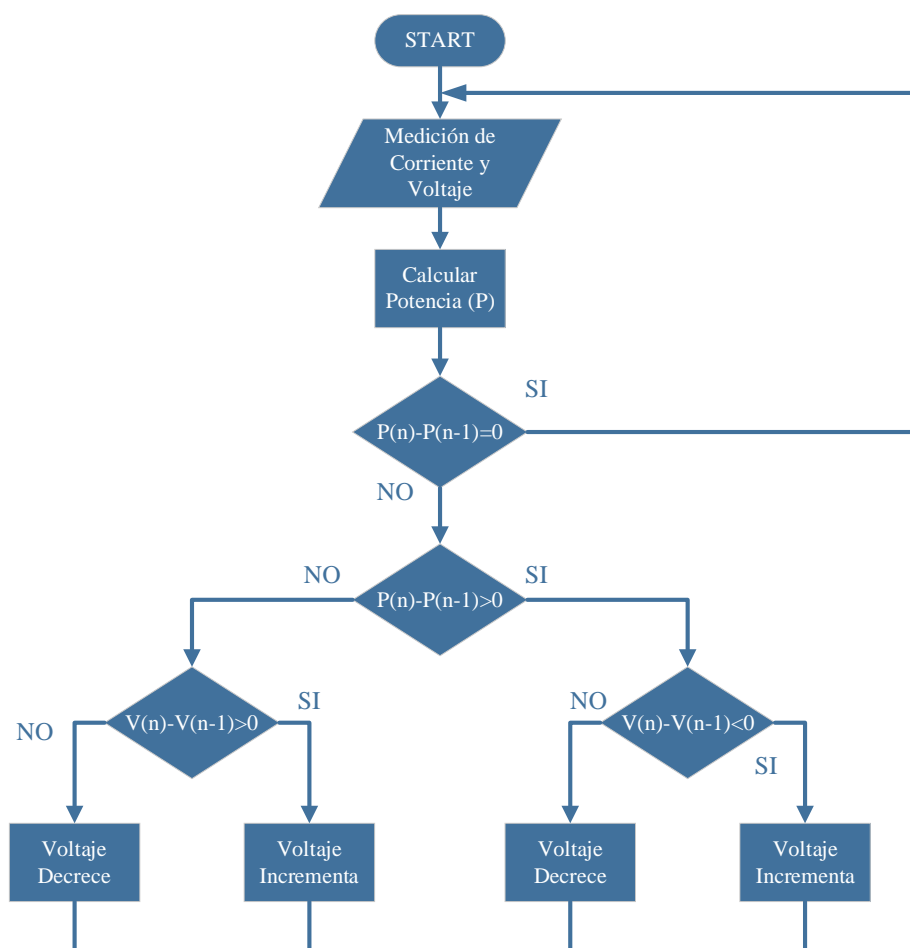 START
Medición de
Corriente y
Voltaje
Calcular
Potencia (P)
SI
P(n)-P(n-1)=0
NO
NO
SI
P(n)-P(n-1)>0
SI
NO
NO
V(n)-V(n-1)>0
V(n)-V(n-1)<0
SI
Voltaje
Decrece
Voltaje
Incrementa
Voltaje
Decrece
Voltaje
Incrementa